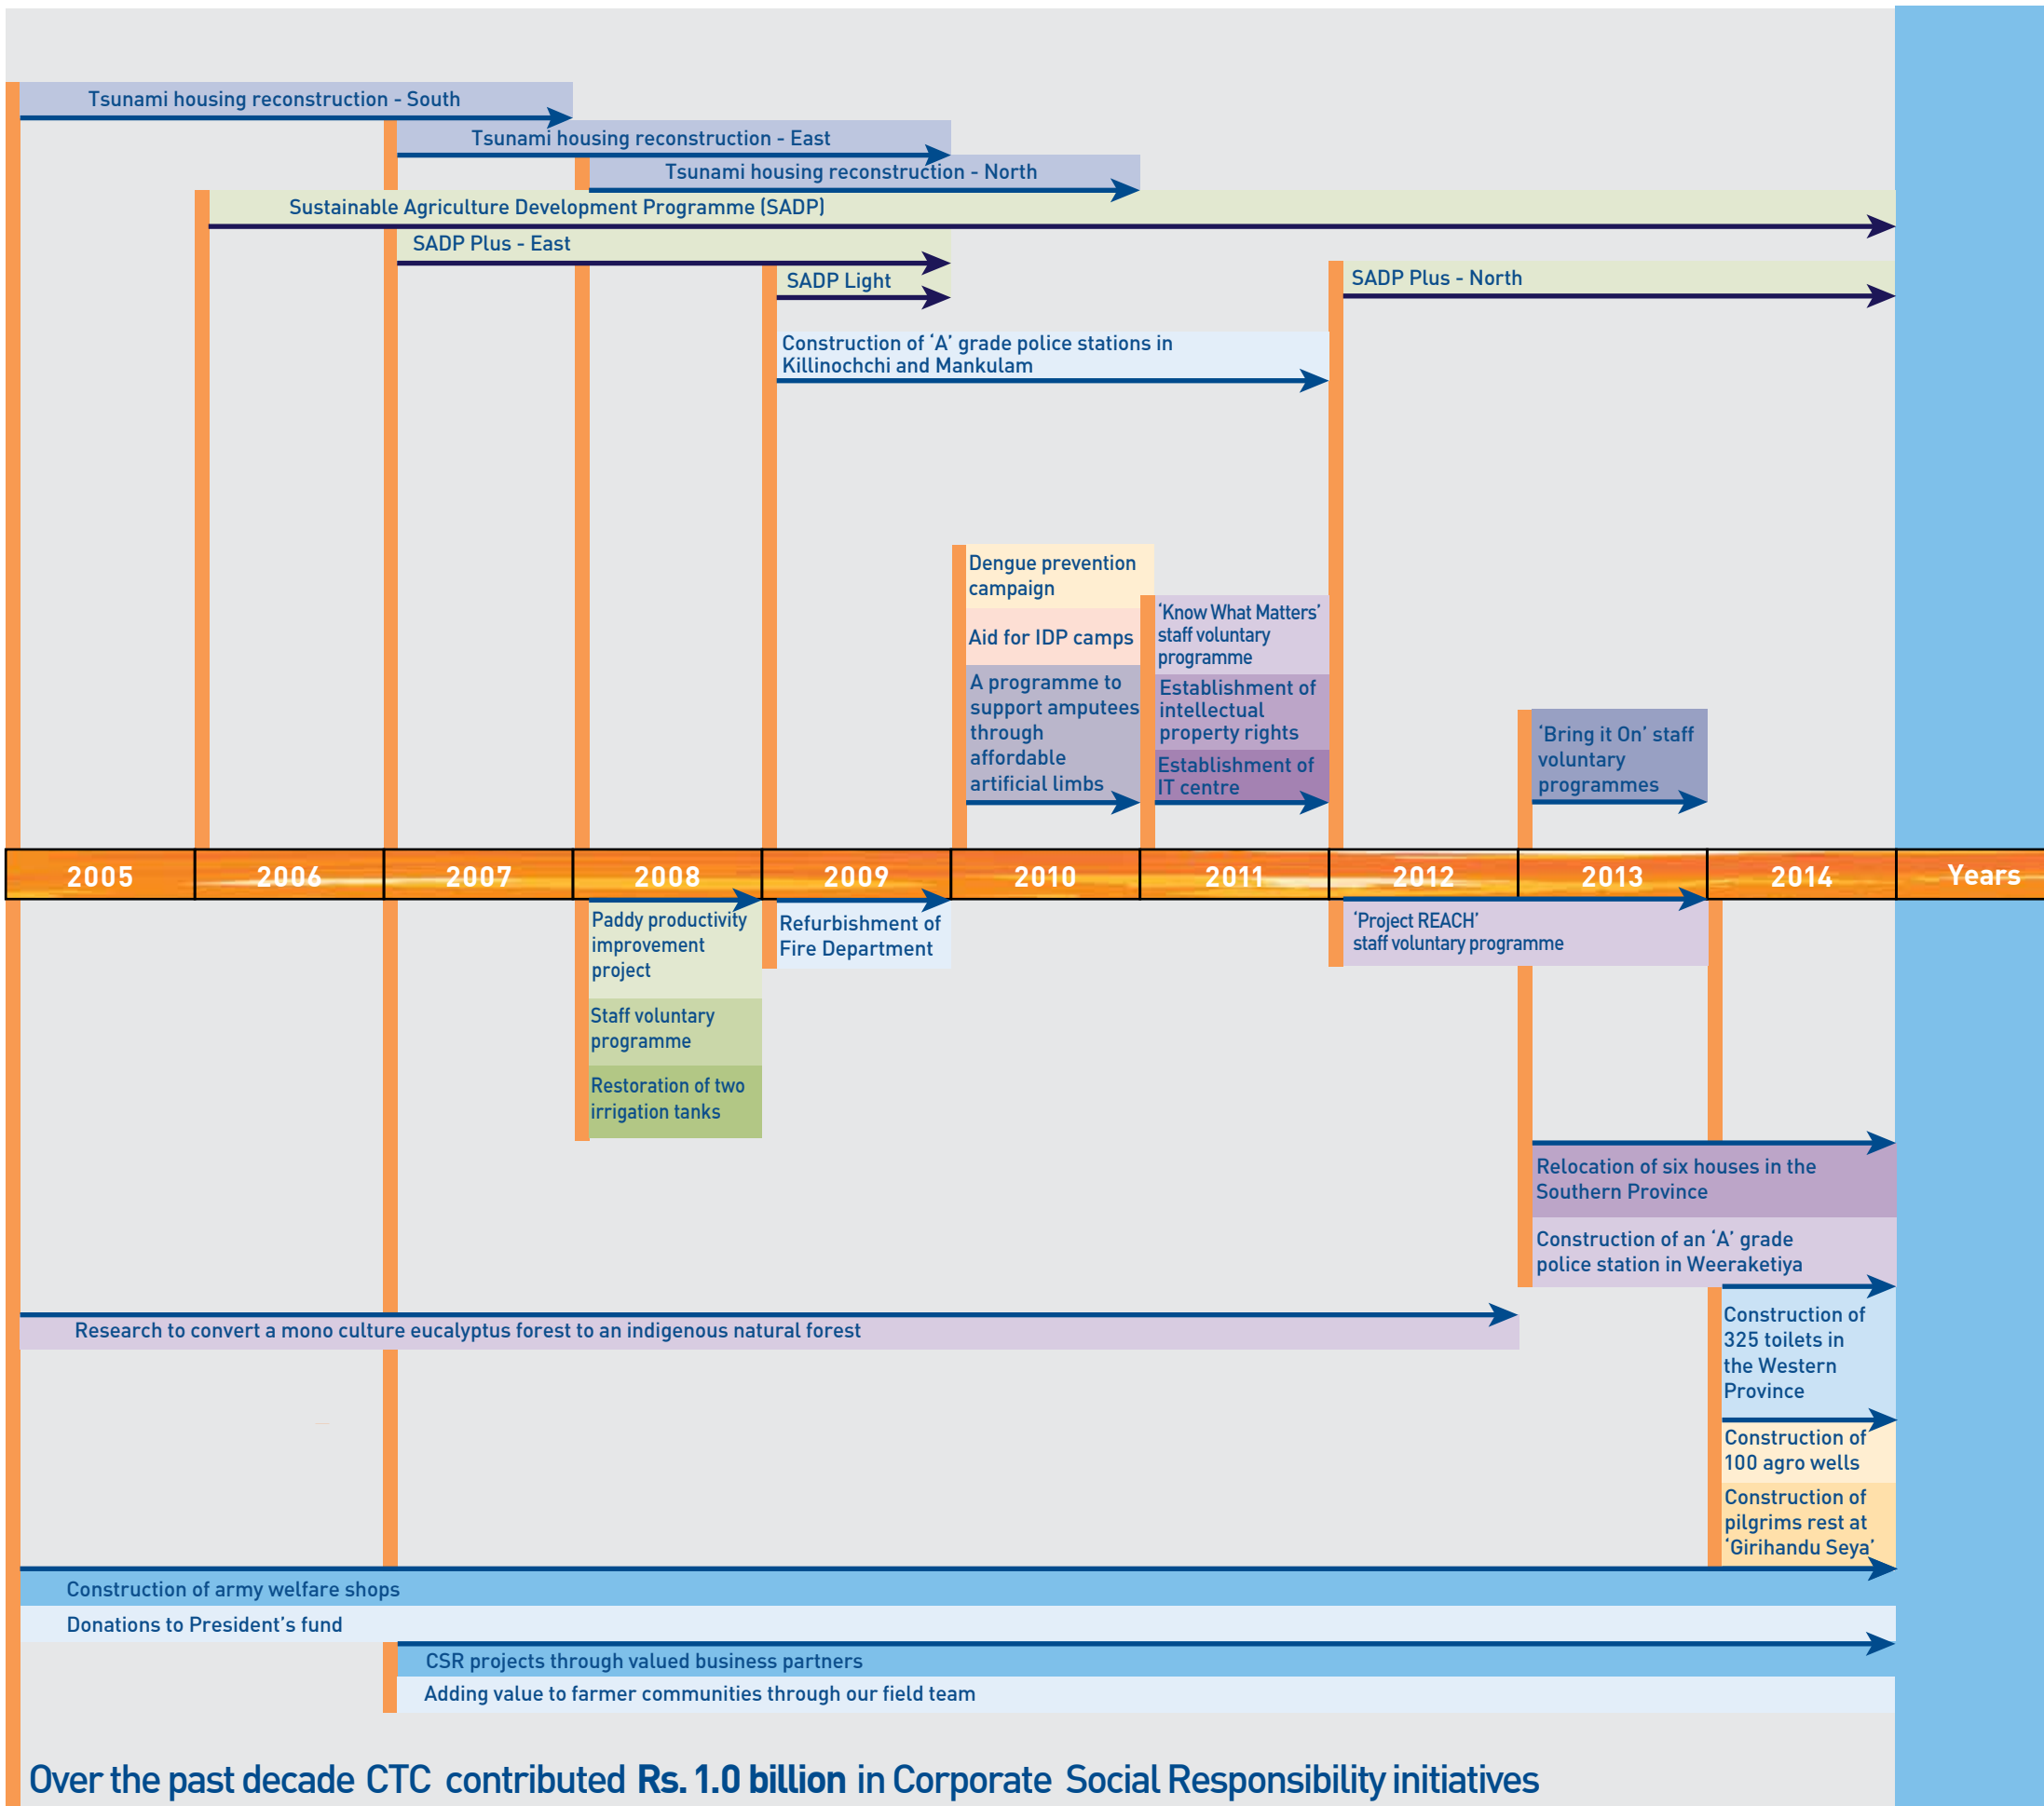 Tsunami housing reconstruction - South
Tsunami housing reconstruction - East
Tsunami housing reconstruction - North
Sustainable Agriculture Development Programme (SADP)
SADP Plus - East
SADP Light
SADP Plus - North
Construction of ‘A’ grade police stations in
Killinochchi and Mankulam
Dengue prevention
campaign
Aid for IDP camps
A programme to
support amputees
through
affordable
artificial limbs
‘Know What Matters’
staff voluntary
programme
Establishment of
intellectual
property rights
Establishment of
IT centre
‘Bring it On’ staff
voluntary
programmes
2005 2006 2007 2008 2009 2010 2011 2012 2013 2014 Years
Paddy productivity
improvement
project
Staff voluntary
programme
Restoration of two
irrigation tanks
Refurbishment of
Fire Department
‘Project REACH’
staff voluntary programme
Relocation of six houses in the
Southern Province
Construction of an ‘A’ grade
police station in Weeraketiya
Research to convert a mono culture eucalyptus forest to an indigenous natural forest
Construction of
325 toilets in
the Western
Province
Construction of
100 agro wells
Construction of
pilgrims rest at
‘Girihandu Seya’
Construction of army welfare shops
Donations to President’s fund
CSR projects through valued business partners
Adding value to farmer communities through our field team
Over the past decade CTC contributed Rs. 1.0 billion in Corporate Social Responsibility initiatives